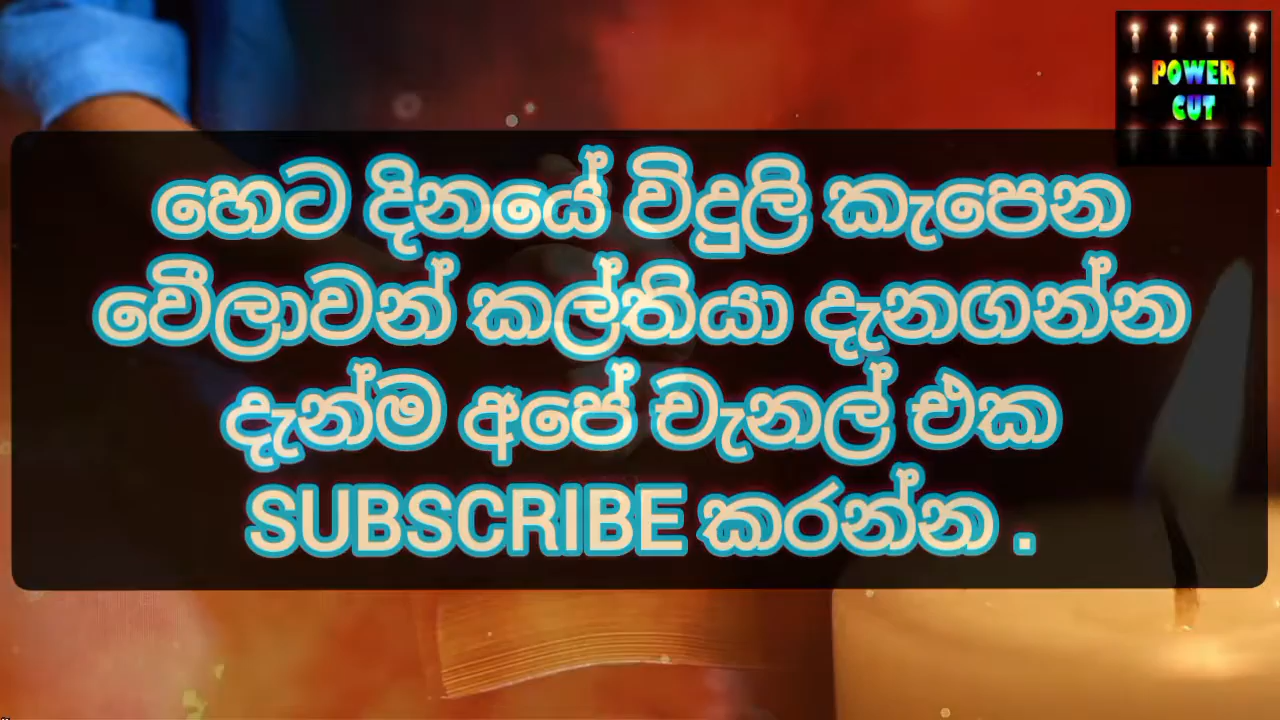 POWER
CUT
හෙට දිනයේ විදුලි කැපෙන
වේීලාවන් කල්තියා දැනගන්න
දැන්ම අපේ චැනල් එක
SUBSCRIBE කරන්න .